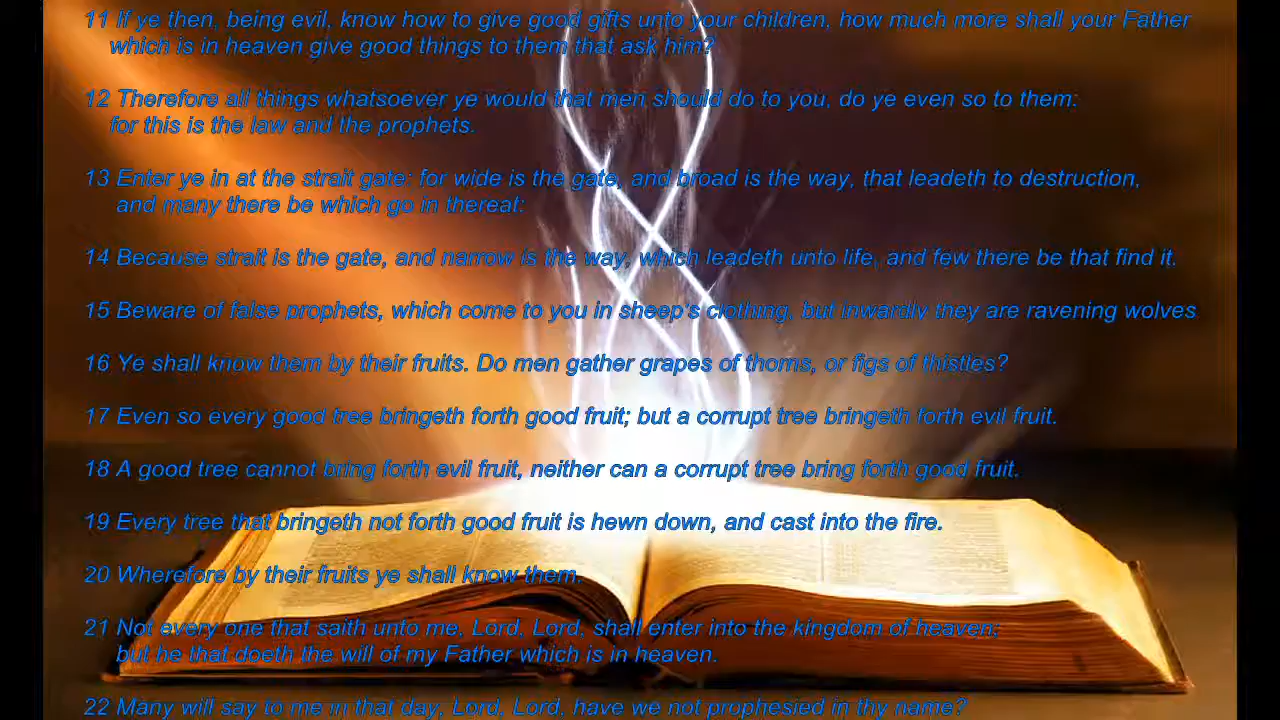 11 If ye then, being evil, know how to give good gifts unto your children, how much more shall your Father
which is in heaven give good things to them that ask him?
12 Therefore all things whatsoever ye would that men should do to you, do ye even so to them:
for this is the law and the prophets.
13 Enter ye in at the strait gate: for wide is the gate, and broad is the way, that leadeth to destruction,
and many there be which go in thereat:
14 Because strait is the gate, and narrow is the way, which leadeth unto life, and few there be that find it.
15 Beware of false prophets, which come to you in sheep's clothing, but inwardly they are ravening wolves
16 Ye shall know them by their fruits. Do men gather grapes of thorns, or figs of thistles?
17 Even so every good tree bringeth forth good fruit; but a corrupt tree bringeth forth evil fruit.
18 A good tree cannot bring forth evil fruit, neither can a corrupt tree bring forth good fruit.
19 Every tree that bringeth not forth good fruit is hewn down, and cast into the fire.
20 Wherefore by their fruits ye shall know them.
21 Not every one that saith unto me, Lord, Lord, shall enter into the kingdom of heaven;
but he that doeth the will of my Father which is in heaven.
22 Many will say to me in that day, Lord, Lord, have we not prophesied in thy name?